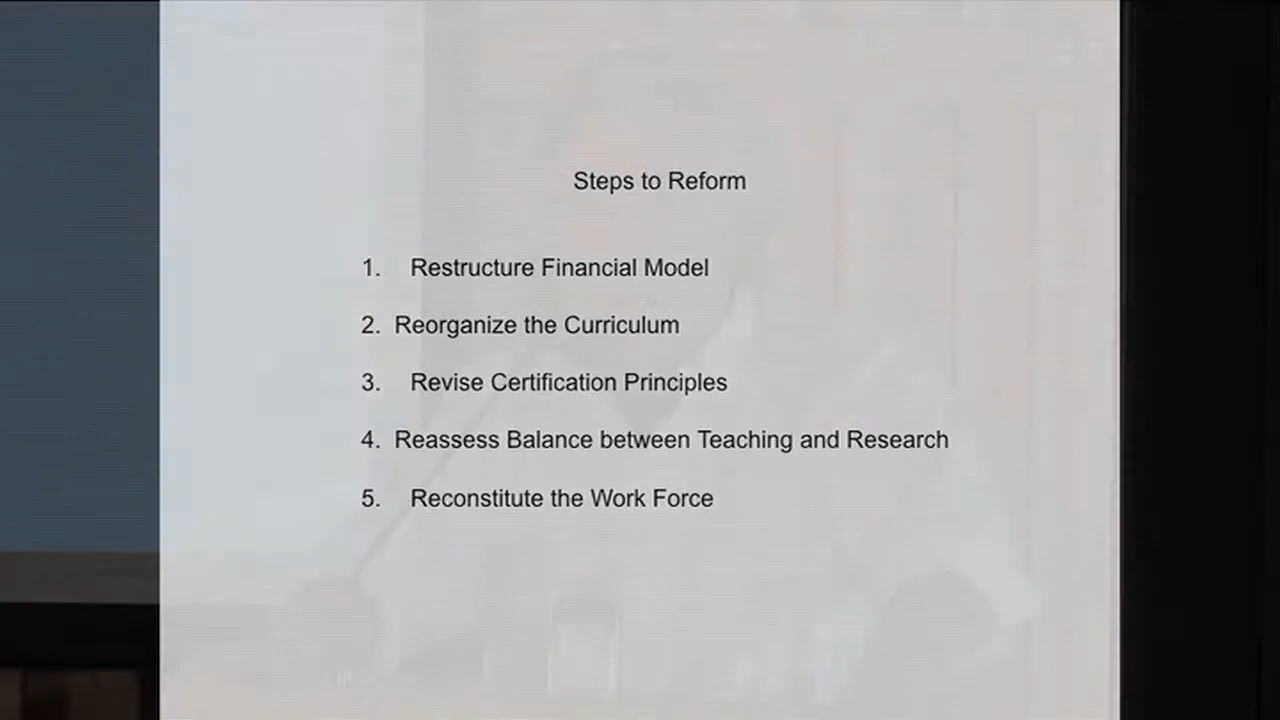 Steps to Reform
1. Restructure Financial Model
2. Reorganize the Curriculum
3. Revise Certification Principles
4. Reassess Balance between Teaching and Research
5. Reconstitute the Work Force